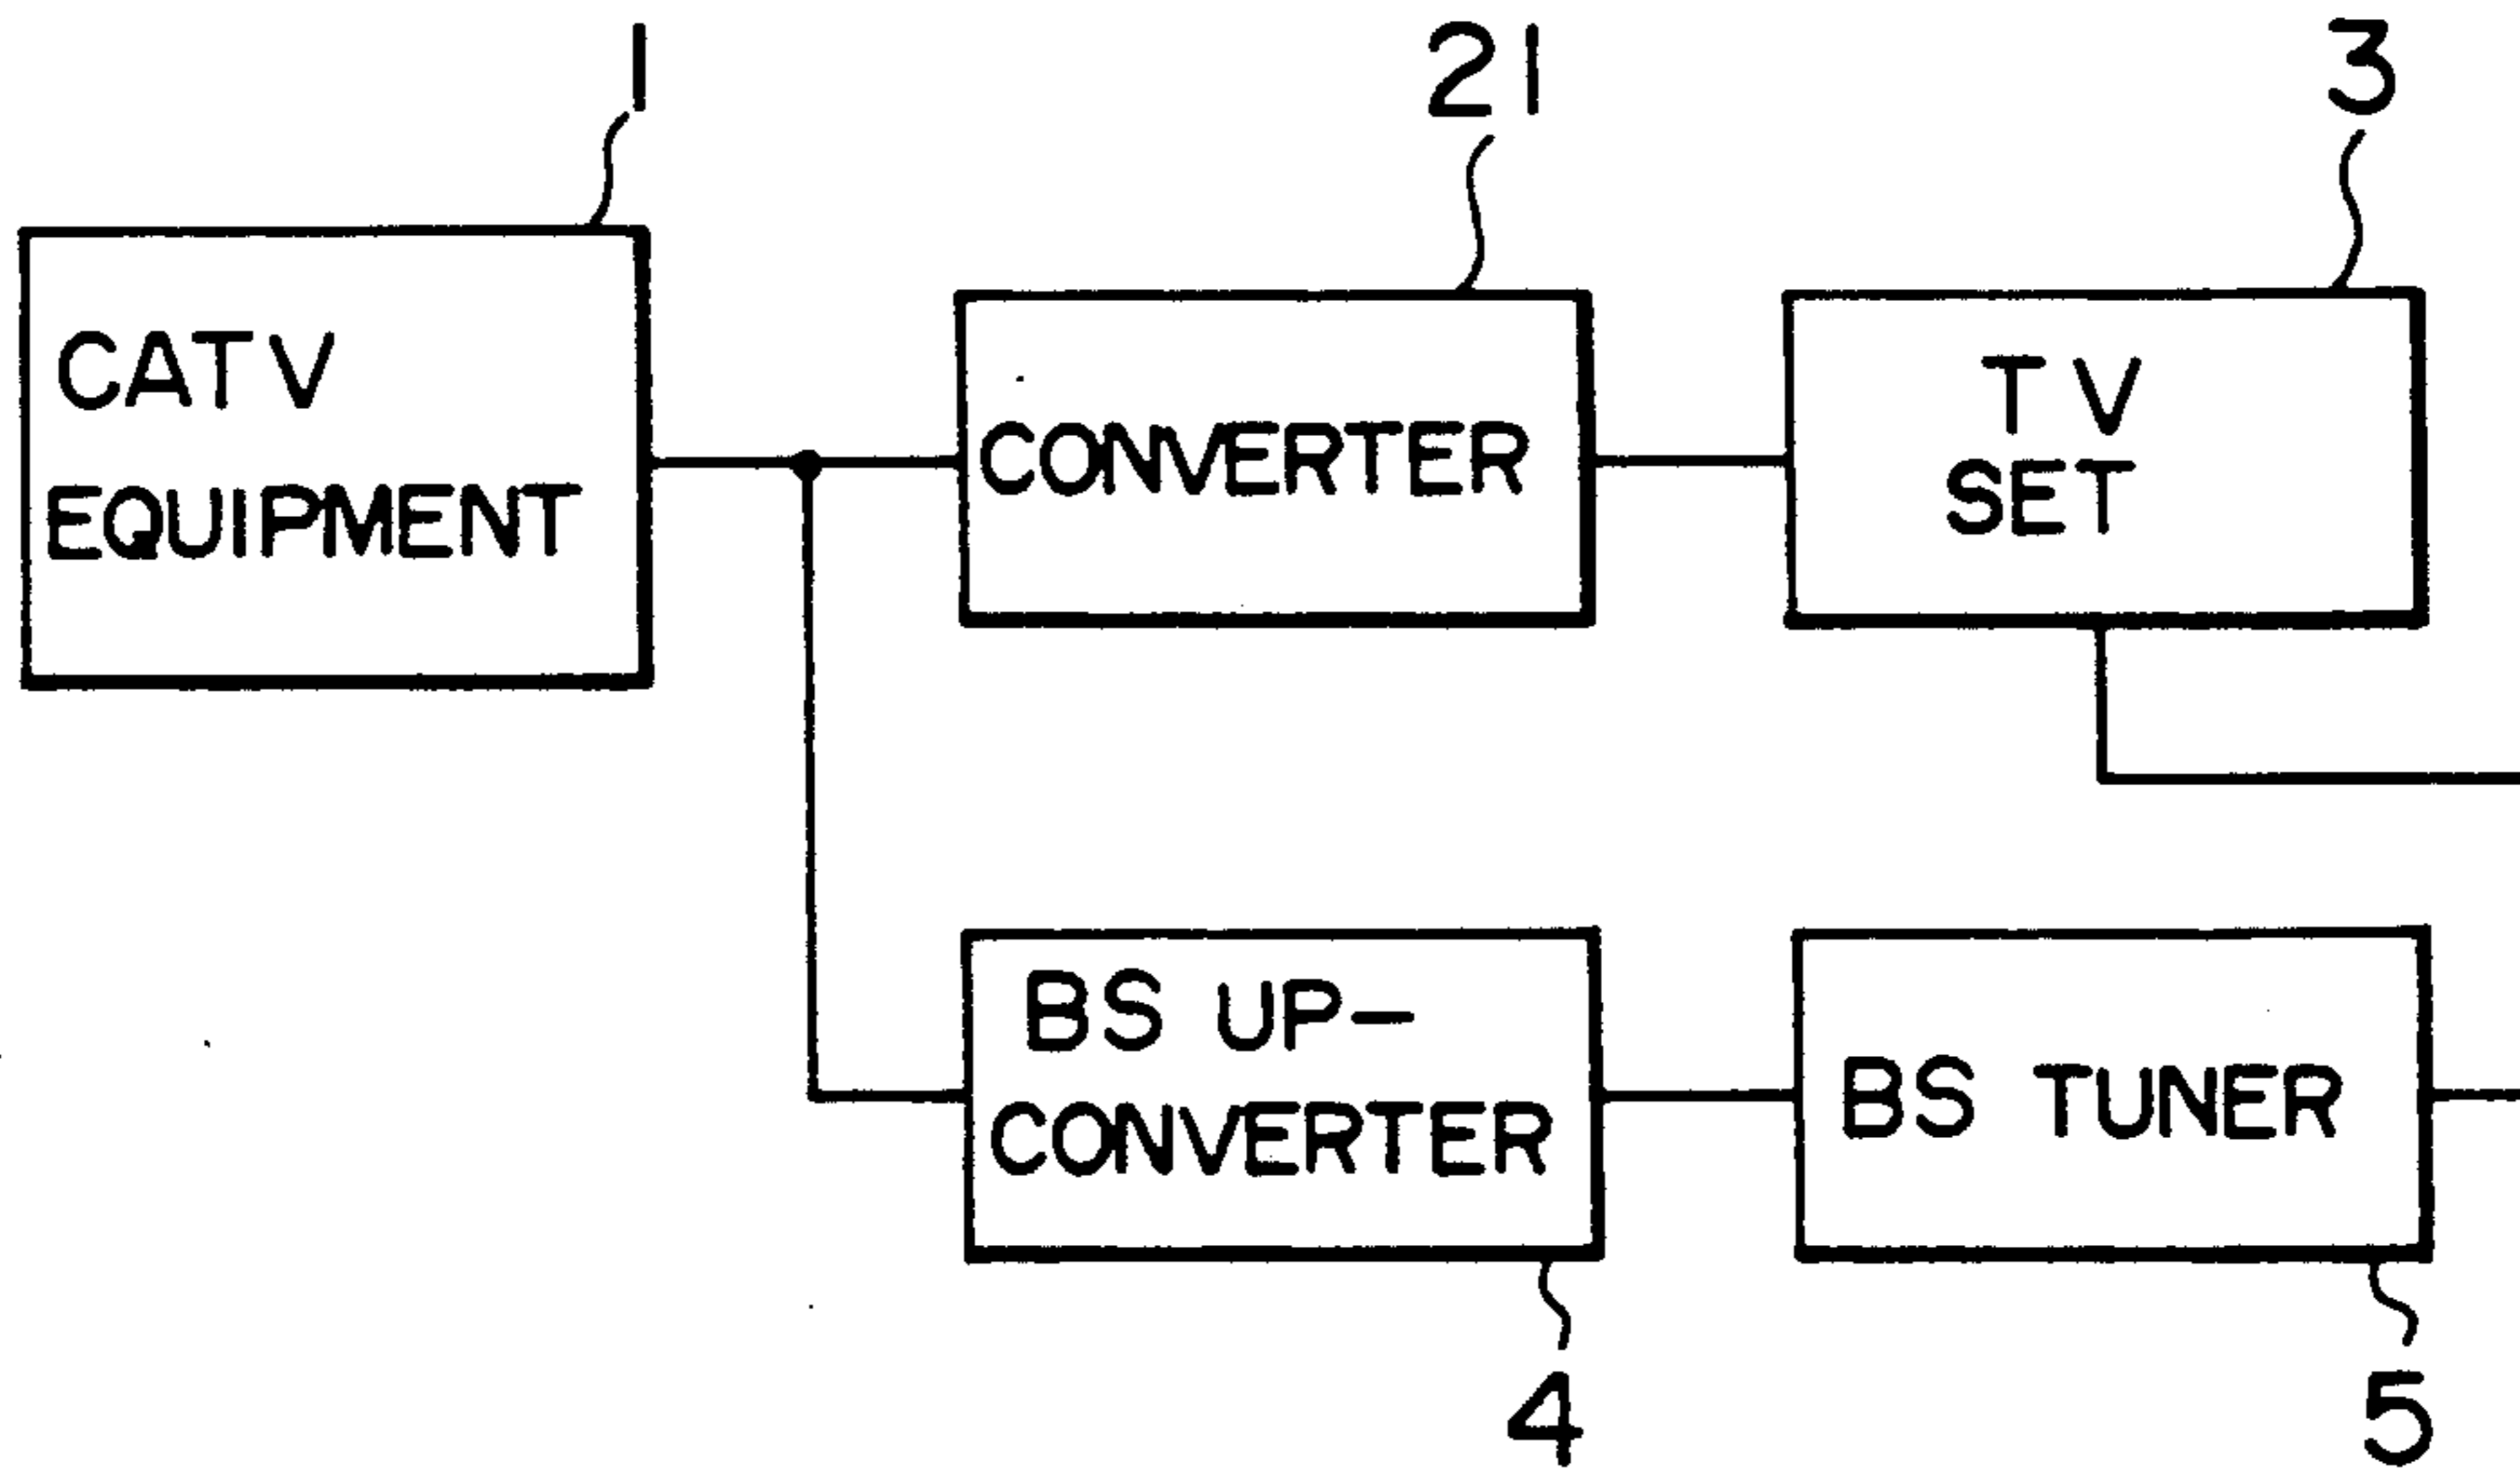 1
21
3
CATV
EQUIPMENT
CONVERTER
TV
SET
BS UP-
CONVERTER
BS TUNER
4
5